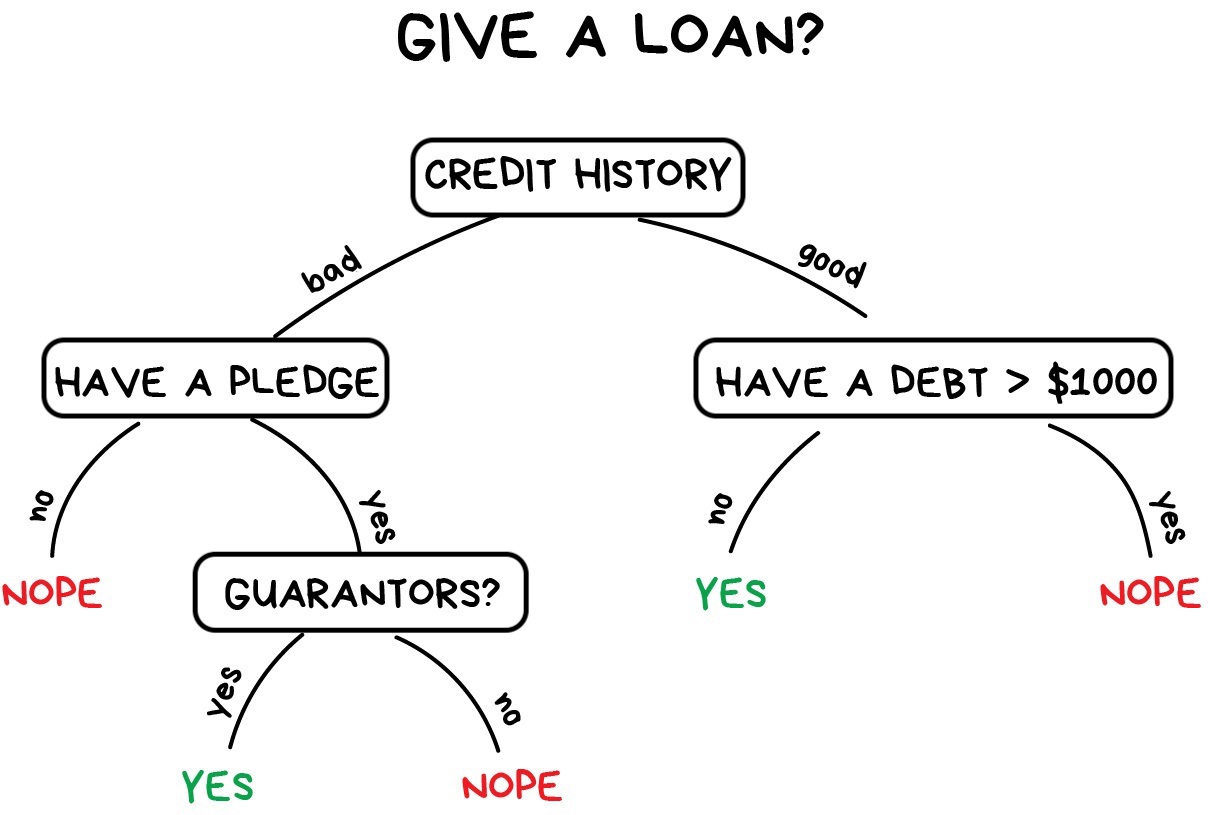 GIVE A LOAN?
CREDIT HISTORY
bad
good
HAVE A PLEDGE
HAVE A DEBT > $1000
no
yes
no
yes
NOPE
GUARANTORS?
YES
NOPE
yes
no
YES
NOPE